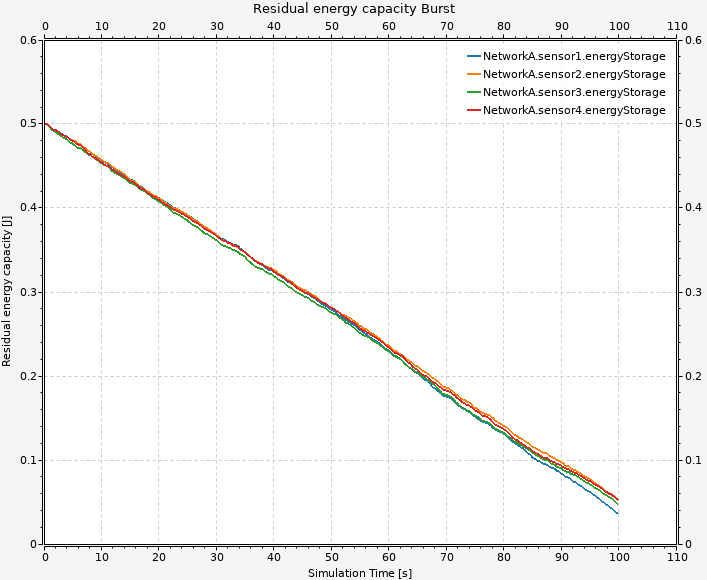 Residual energy capacity Burst
0 10 20 30 40 50 60 70 80 90 100 110
0.6 0.6
NetworkA.sensor1.energyStorage
NetworkA.sensor2.energyStorage
NetworkA.sensor3.energyStorage
NetworkA.sensor4.energyStorage
0.5 0.5
0.4 0.4
Residual energy capacity [J]
0.3 0.3
0.2 0.2
0.1 0.1
0 0
0 10 20 30 40 50 60 70 80 90 100 110
Simulation Time [s]